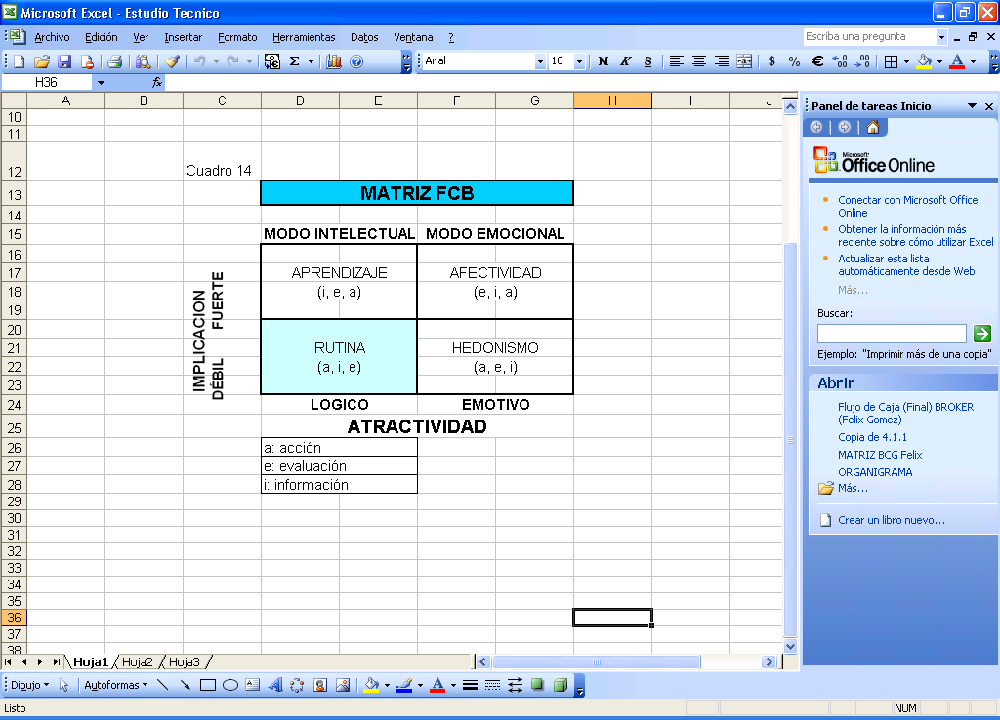 Microsoft Excel - Estudio Tecnico
Archivo Edición Ver Insertar Formato Herramientas Datos Ventana ?
Escriba una pregunta
Arial 10 N K S $ % €
H36 fx
A B C D E F G H I J
10
11
12 Cuadro 14
13 MATRIZ FCB
14
15 MODO INTELECTUAL MODO EMOCIONAL
16
17 APRENDIZAJE AFECTIVIDAD
18 (i, e, a) (e, i, a)
19
20
21 RUTINA HEDONISMO
22 (a, i, e) (a, e, i)
23
IMPLICACION
DÉBIL FUERTE
24 LOGICO EMOTIVO
25 ATRACTIVIDAD
26 a: acción
27 e: evaluación
28 i: información
29
30
31
32
33
34
35
36
37
38
Hoja1 Hoja2 Hoja3
Dibujo Autoformas
Listo NUM
Panel de tareas Inicio
Microsoft
Office Online
Conectar con Microsoft Office
Online
Obtener la información más
reciente sobre cómo utilizar Excel
Actualizar esta lista
automáticamente desde Web
Más...
Buscar:
Ejemplo: "Imprimir más de una copia"
Abrir
Flujo de Caja (Final) BROKER
(Felix Gomez)
Copia de 4.1.1
MATRIZ BCG Felix
ORGANIGRAMA
Más...
Crear un libro nuevo...